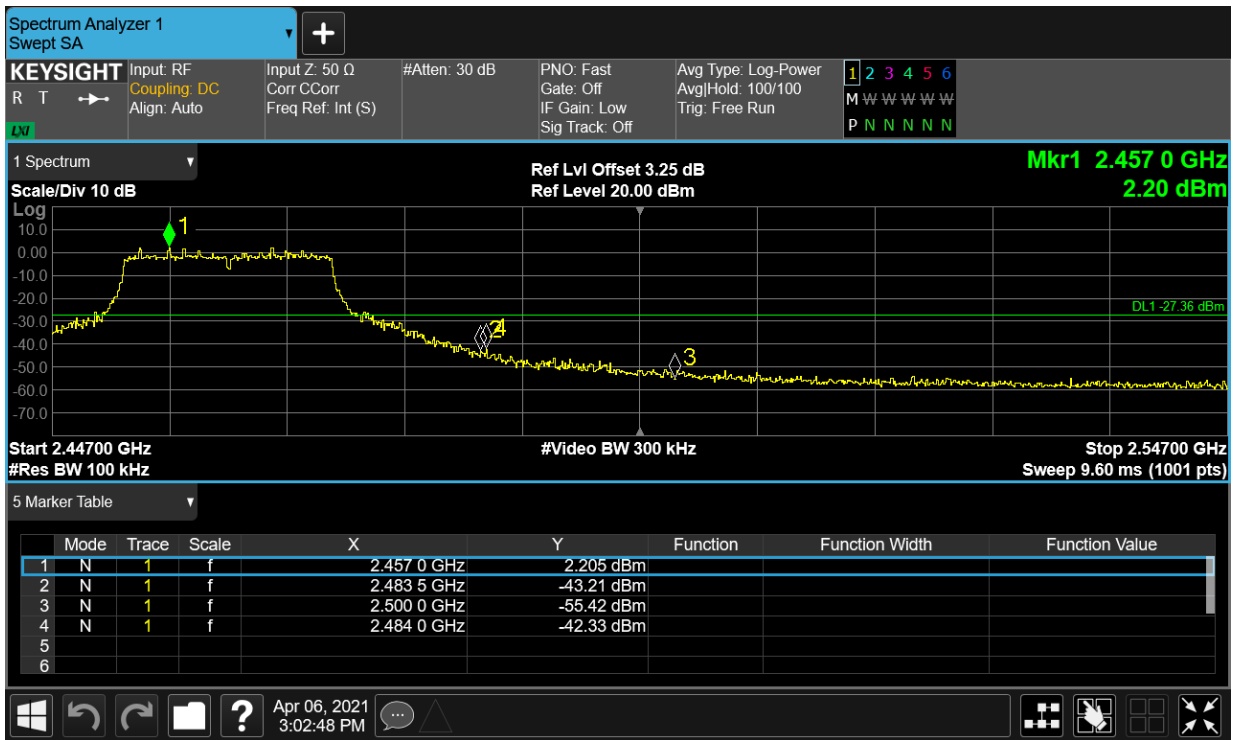 Spectrum Analyzer 1
Swept SA
KEYSIGHT
R T
LXI
Input: RF
Coupling: DC
Align: Auto
Input Z: 50 Ω
Corr CCorr
Freq Ref: Int (S)
#Atten: 30 dB
PNO: Fast
Gate: Off
IF Gain: Low
Sig Track: Off
Avg Type: Log-Power
Avg|Hold: 100/100
Trig: Free Run
1 2 3 4 5 6
M W W W W W
P N N N N N
1 Spectrum
Scale/Div 10 dB
Log
Ref Lvl Offset 3.25 dB
Ref Level 20.00 dBm
Mkr1 2.457 0 GHz
2.20 dBm
10.0
0.00
-10.0
-20.0
-30.0
-40.0
-50.0
-60.0
-70.0
1
2
4
3
DL1 -27.36 dBm
Start 2.44700 GHz
#Res BW 100 kHz
#Video BW 300 kHz
Stop 2.54700 GHz
Sweep 9.60 ms (1001 pts)
5 Marker Table
Mode Trace Scale X Y Function Function Width Function Value
1 N 1 f 2.457 0 GHz 2.205 dBm
2 N 1 f 2.483 5 GHz -43.21 dBm
3 N 1 f 2.500 0 GHz -55.42 dBm
4 N 1 f 2.484 0 GHz -42.33 dBm
5
6
?
Apr 06, 2021
3:02:48 PM